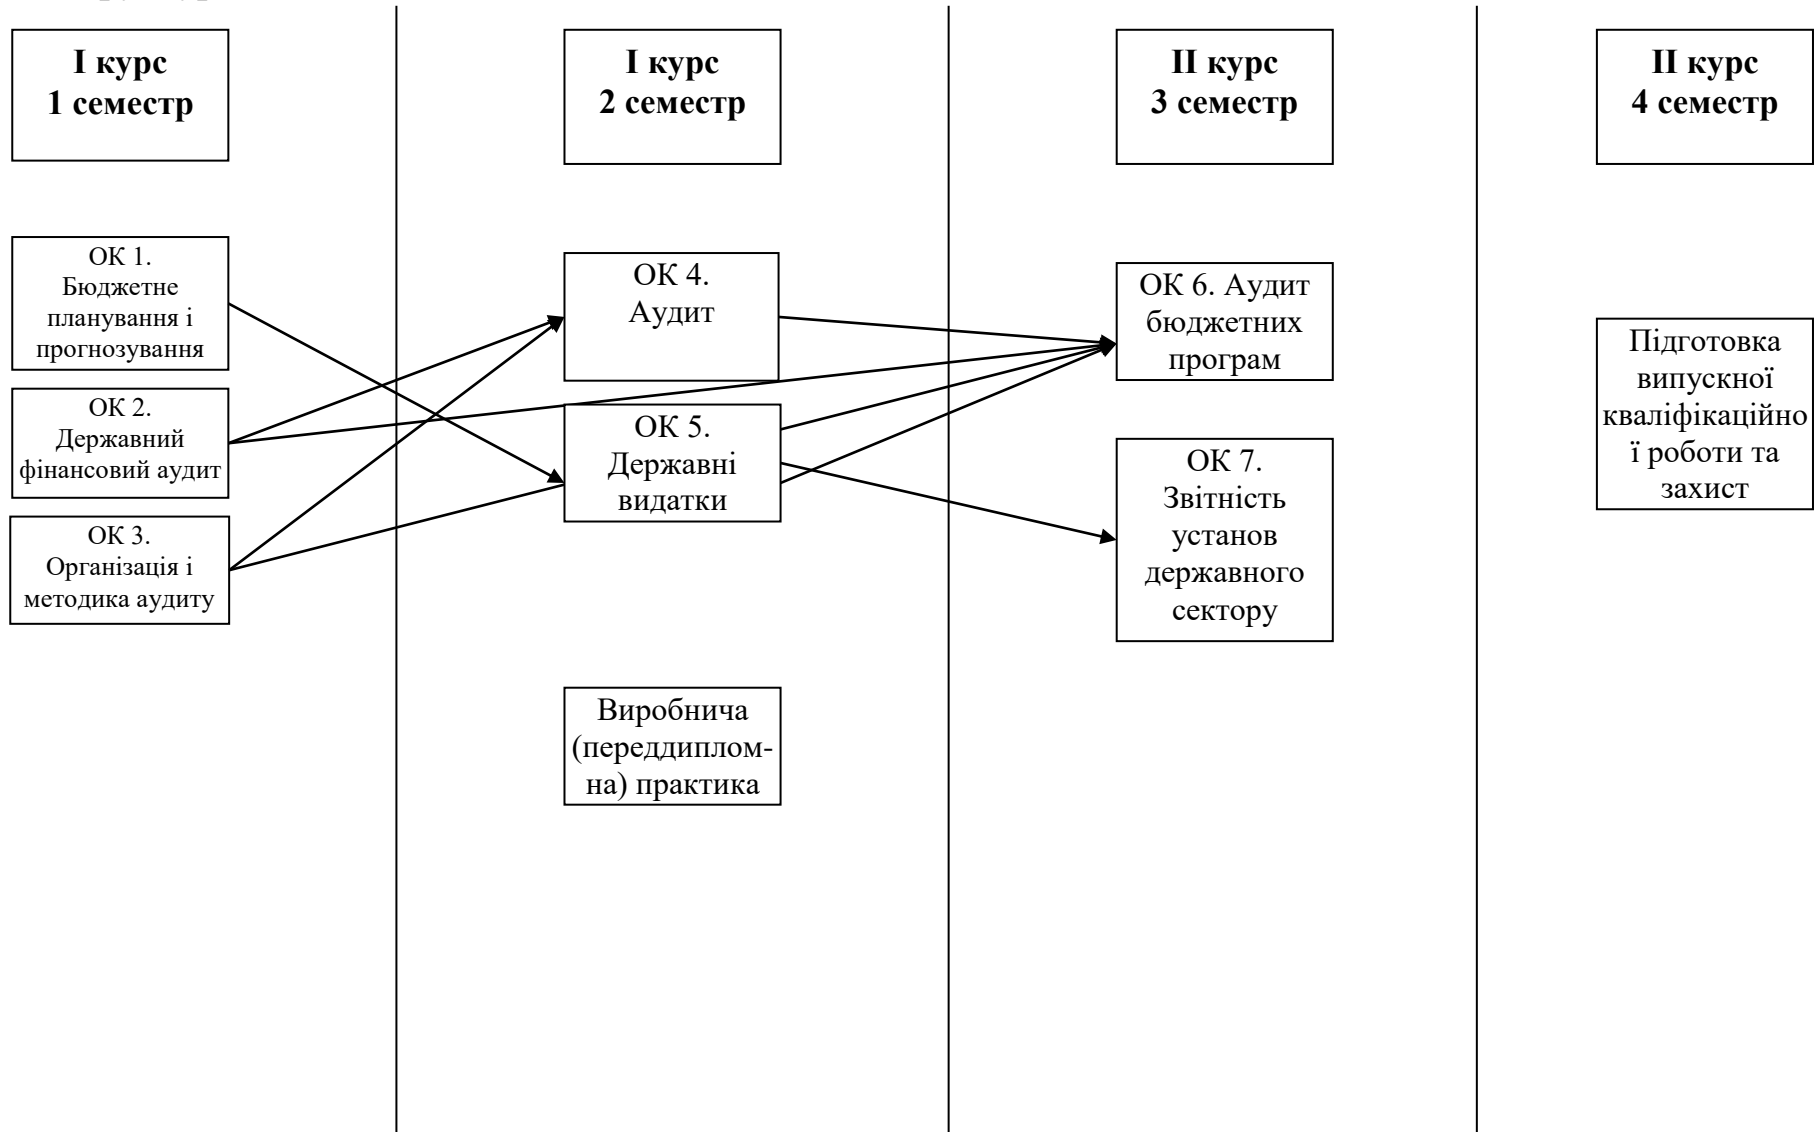 І курс
1 семестр
І курс
2 семестр
ІІ курс
3 семестр
ІІ курс
4 семестр
ОК 1.
Бюджетне
планування і
прогнозування
ОК 2.
Державний
фінансовий аудит
ОК 3.
Організація і
методика аудиту
ОК 4.
Аудит
ОК 5.
Державні
видатки
Виробнича
(переддиплом-
на) практика
ОК 6. Аудит
бюджетних
програм
ОК 7.
Звітність
установ
державного
сектору
Підготовка
випускної
кваліфікаційно
ї роботи та
захист